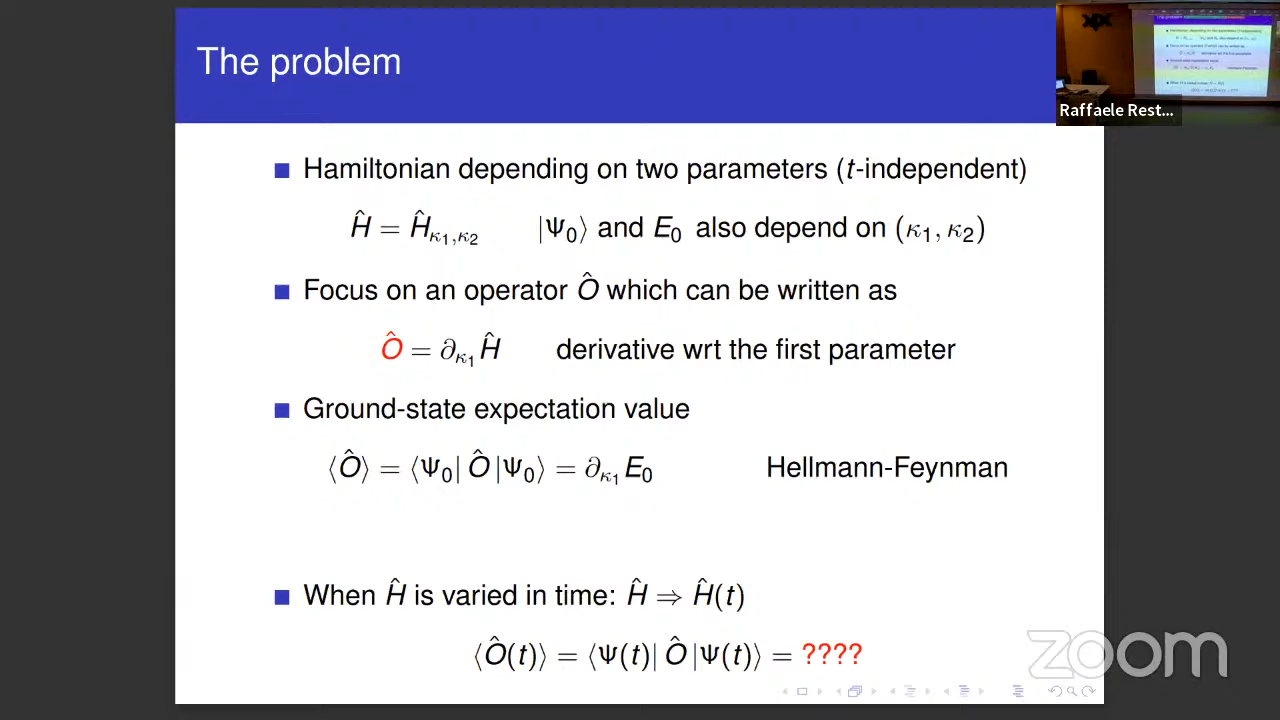 The problem
Raffaele Rest...
■ Hamiltonian depending on two parameters (t-independent)
Ĥ = Ĥκ₁,κ₂ |Ψ₀⟩ and E₀ also depend on (κ₁, κ₂)
■ Focus on an operator Ô which can be written as
Ô = ∂κ₁ Ĥ derivative wrt the first parameter
■ Ground-state expectation value
⟨Ô⟩ = ⟨Ψ₀| Ô |Ψ₀⟩ = ∂κ₁ E₀ Hellmann-Feynman
■ When Ĥ is varied in time: Ĥ ⇒ Ĥ(t)
⟨Ô(t)⟩ = ⟨Ψ(t)| Ô |Ψ(t)⟩ = ????
zoom